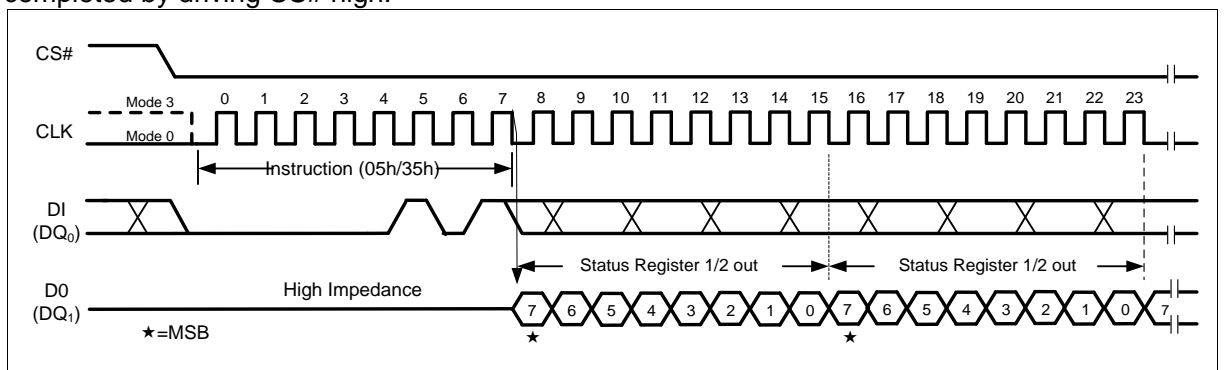 completed by driving CS# high.
CS#
Mode 3 0 1 2 3 4 5 6 7 8 9 10 11 12 13 14 15 16 17 18 19 20 21 22 23
CLK
Mode 0
Instruction (05h/35h)
DI
(DQ0)
Status Register 1/2 out Status Register 1/2 out
D0 High Impedance
(DQ1) 7 6 5 4 3 2 1 0 7 6 5 4 3 2 1 0 7
★=MSB ★ ★